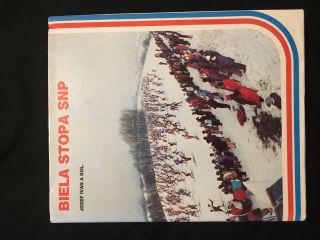 BIELA STOPA SNP
JOZEF IVAN A KOL.